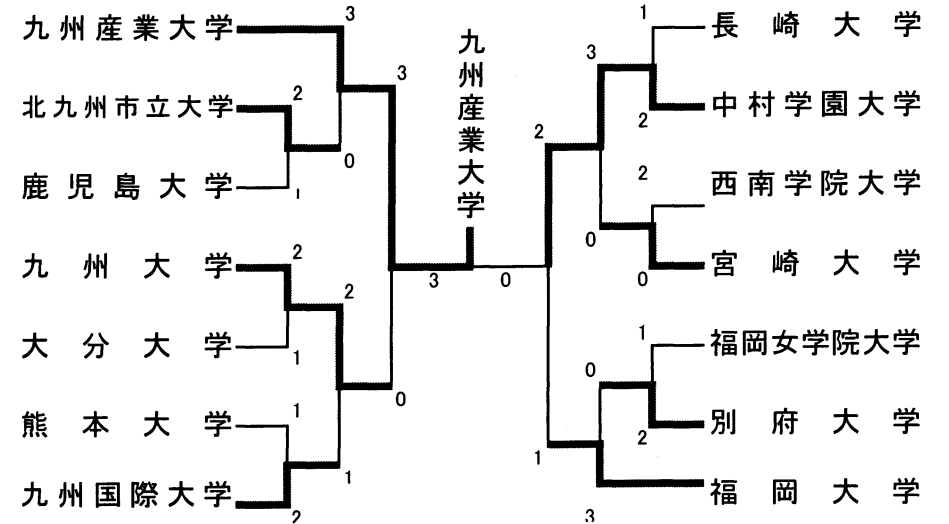 九州産業大学
3
北九州市立大学
2
3
0
鹿児島大学
1
九州大学
2
2
大分大学
1
0
熊本大学
1
1
九州国際大学
2
九州産業大学
3
0
長崎大学
1
3
中村学園大学
2
2
西南学院大学
2
0
宮崎大学
0
福岡女学院大学
1
0
別府大学
2
1
福岡大学
3